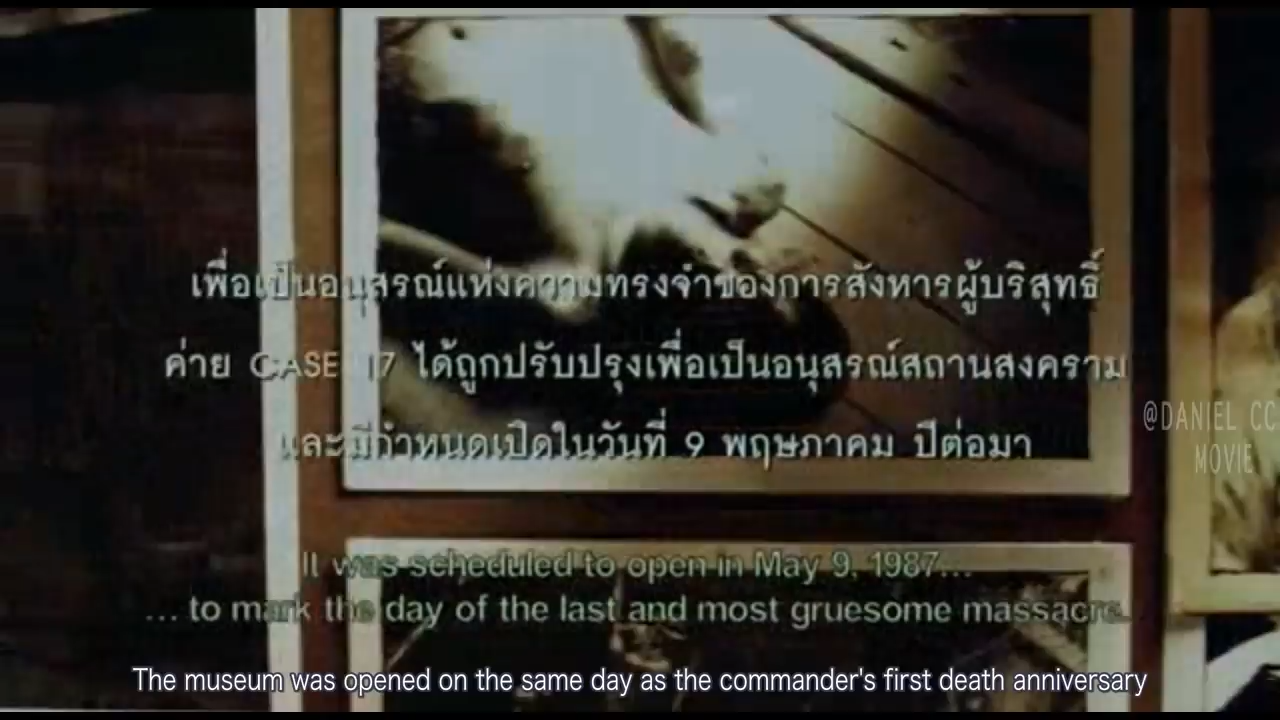 เพื่อเป็นอนุสรณ์แห่งความทรงจำของการสังหารผู้บริสุทธิ์
ค่าย CASE 17 ได้ถูกปรับปรุงเพื่อเป็นอนุสรณ์สถานสงคราม
และมีกำหนดเปิดในวันที่ 9 พฤษภาคม ปีต่อมา
@DANIEL CC
MOVIE
It was scheduled to open in May 9, 1987...
... to mark the day of the last and most gruesome massacre.
The museum was opened on the same day as the commander's first death anniversary